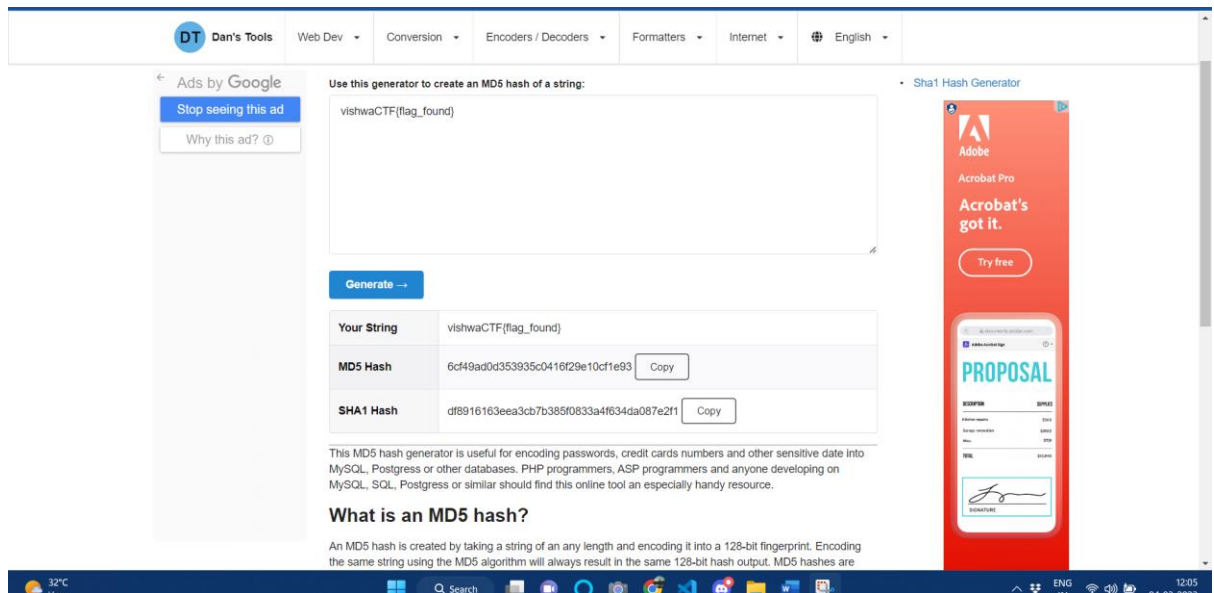 DT Dan's Tools Web Dev Conversion Encoders / Decoders Formatters Internet English
Ads by Google
Stop seeing this ad
Why this ad?
Use this generator to create an MD5 hash of a string:
vishwaCTF{flag_found}
Generate →
Your String vishwaCTF{flag_found}
MD5 Hash 6cf49ad0d353935c0416f29e10cf1e93 Copy
SHA1 Hash df8916163eea3cb7b385f0833a4f634da087e2f1 Copy
This MD5 hash generator is useful for encoding passwords, credit cards numbers and other sensitive date into
MySQL, Postgress or other databases. PHP programmers, ASP programmers and anyone developing on
MySQL, SQL, Postgress or similar should find this online tool an especially handy resource.
What is an MD5 hash?
An MD5 hash is created by taking a string of an any length and encoding it into a 128-bit fingerprint. Encoding
the same string using the MD5 algorithm will always result in the same 128-bit hash output. MD5 hashes are
Sha1 Hash Generator
Adobe
Acrobat Pro
Acrobat's
got it.
Try free
PROPOSAL
DESCRIPTION
TOTAL
SIGNATURE
32°C
Search
ENG
12:05